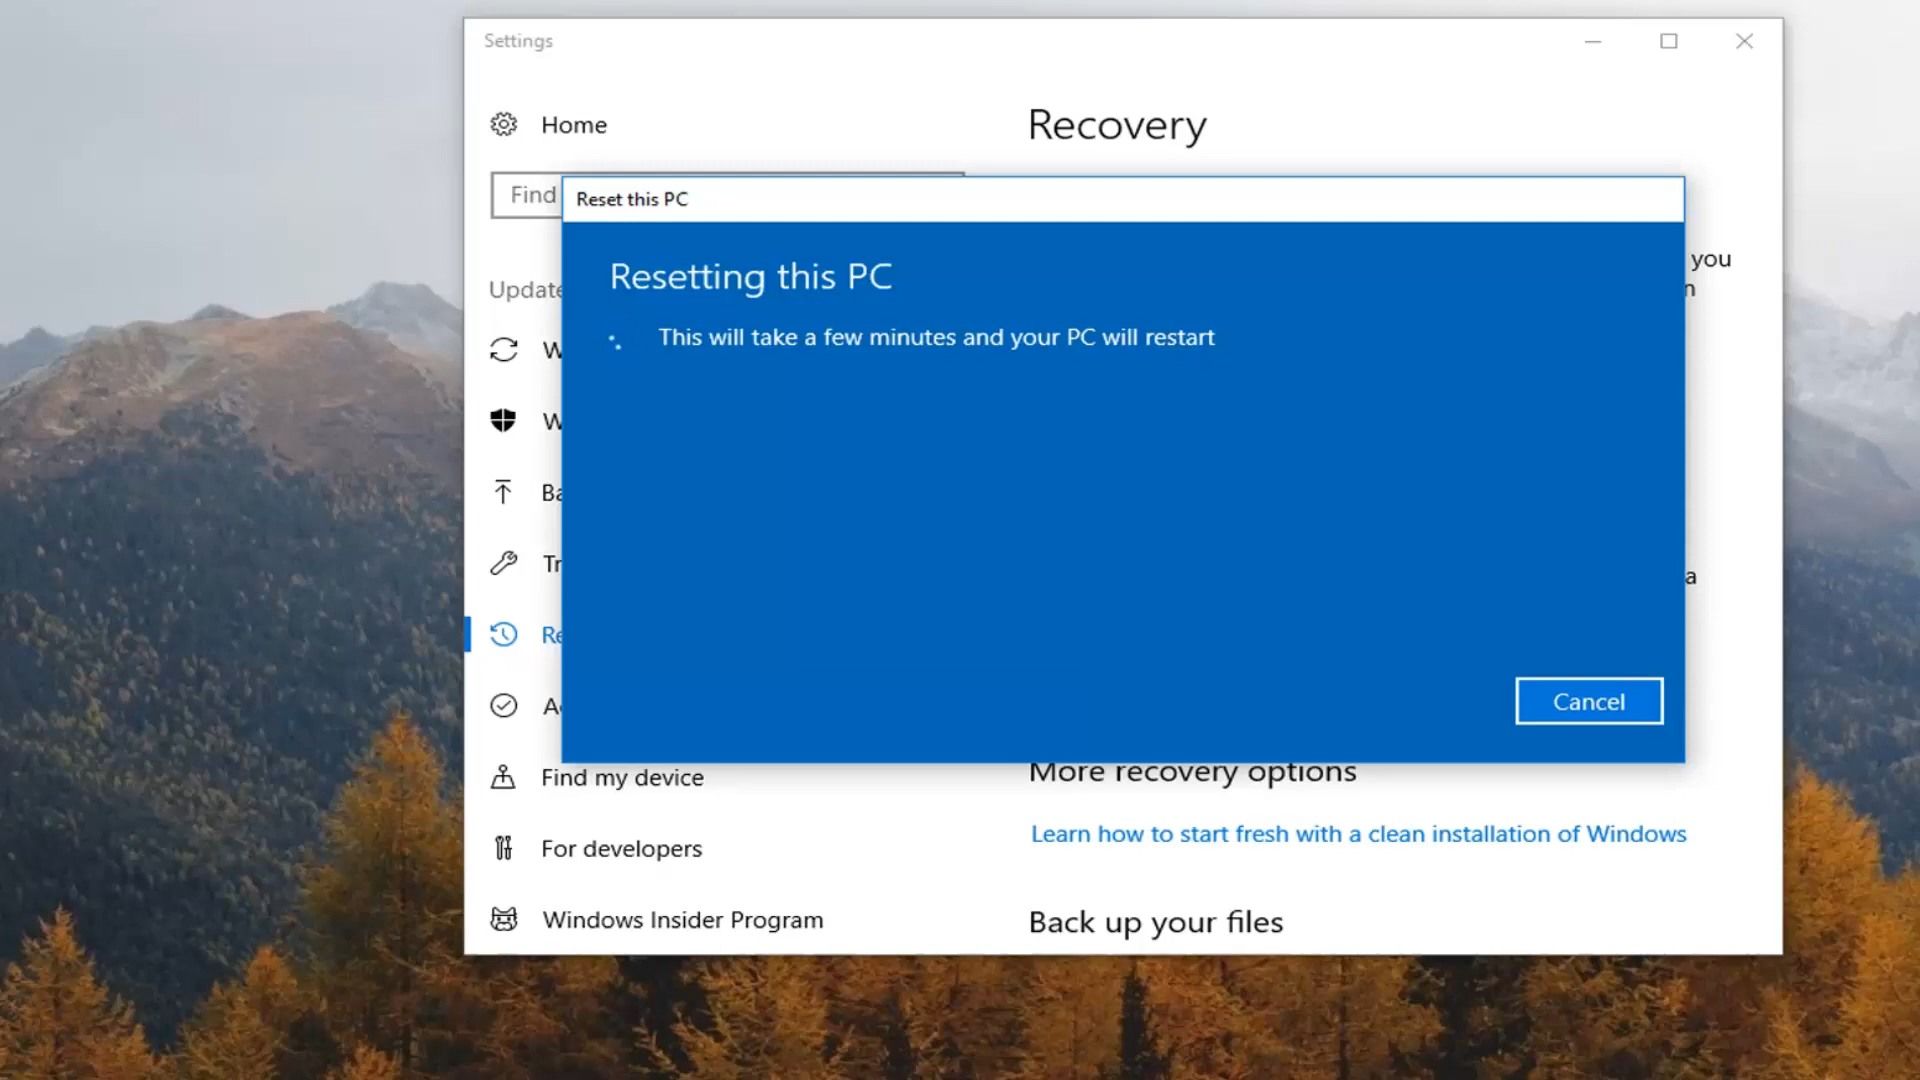 Settings
Home
Recovery
Find
Reset this PC
Resetting this PC
This will take a few minutes and your PC will restart
you
Update
Cancel
Find my device
More recovery options
For developers
Learn how to start fresh with a clean installation of Windows
Windows Insider Program
Back up your files